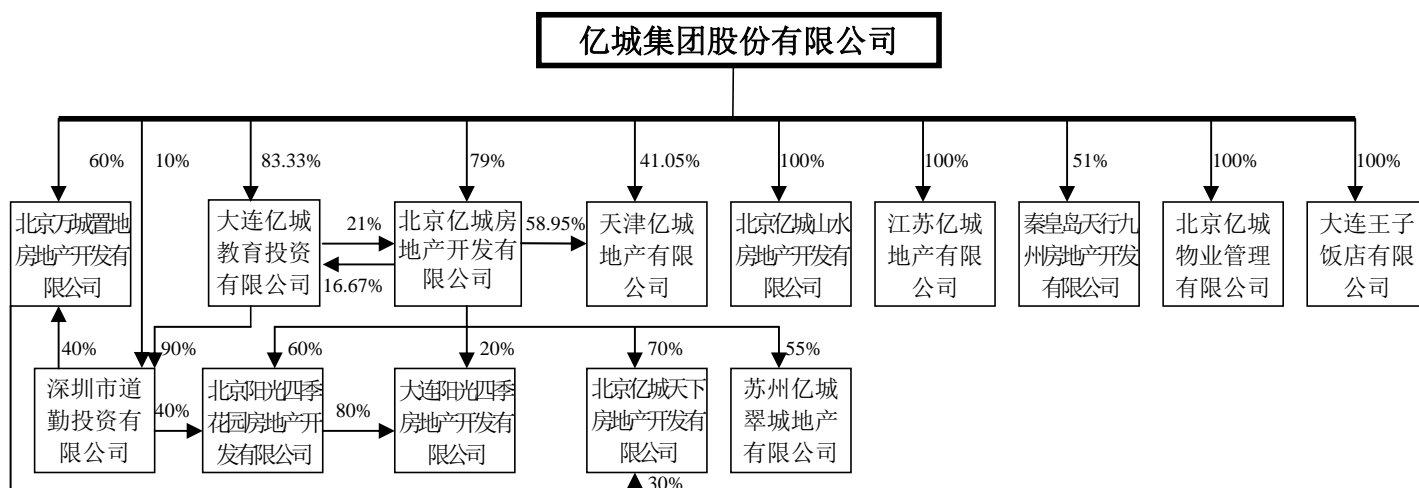 亿城集团股份有限公司
60%
10%
83.33%
79%
41.05%
100%
100%
51%
100%
100%
北京万城置地
房地产开发有
限公司
大连亿城
教育投资
有限公司
21%
16.67%
北京亿城房
地产开发有
限公司
58.95%
天津亿城
地产有限
公司
北京亿城山水
房地产开发有
限公司
江苏亿城
地产有限
公司
秦皇岛天行九
州房地产开发
有限公司
北京亿城
物业管理
有限公司
大连王子
饭店有限
公司
40%
90%
60%
20%
70%
55%
深圳市道
勤投资有
限公司
40%
北京阳光四季
花园房地产开
发有限公司
80%
大连阳光四季
房地产开发有
限公司
北京亿城天下
房地产开发有
限公司
苏州亿城
翠城地产
有限公司
30%